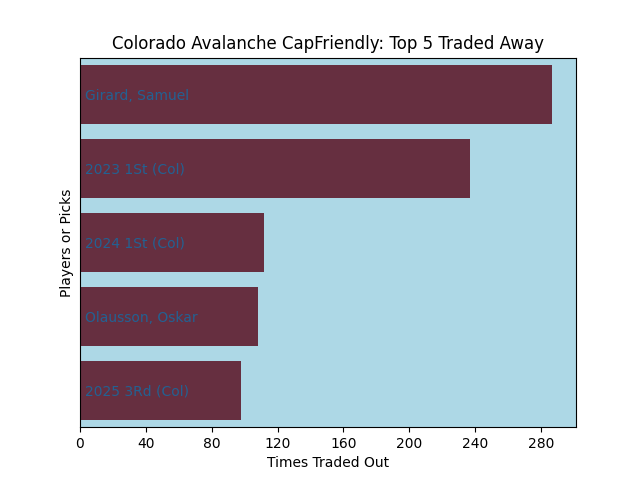 Colorado Avalanche CapFriendly: Top 5 Traded Away
Players or Picks
Girard, Samuel
2023 1St (Col)
2024 1St (Col)
Olausson, Oskar
2025 3Rd (Col)
0 40 80 120 160 200 240 280
Times Traded Out